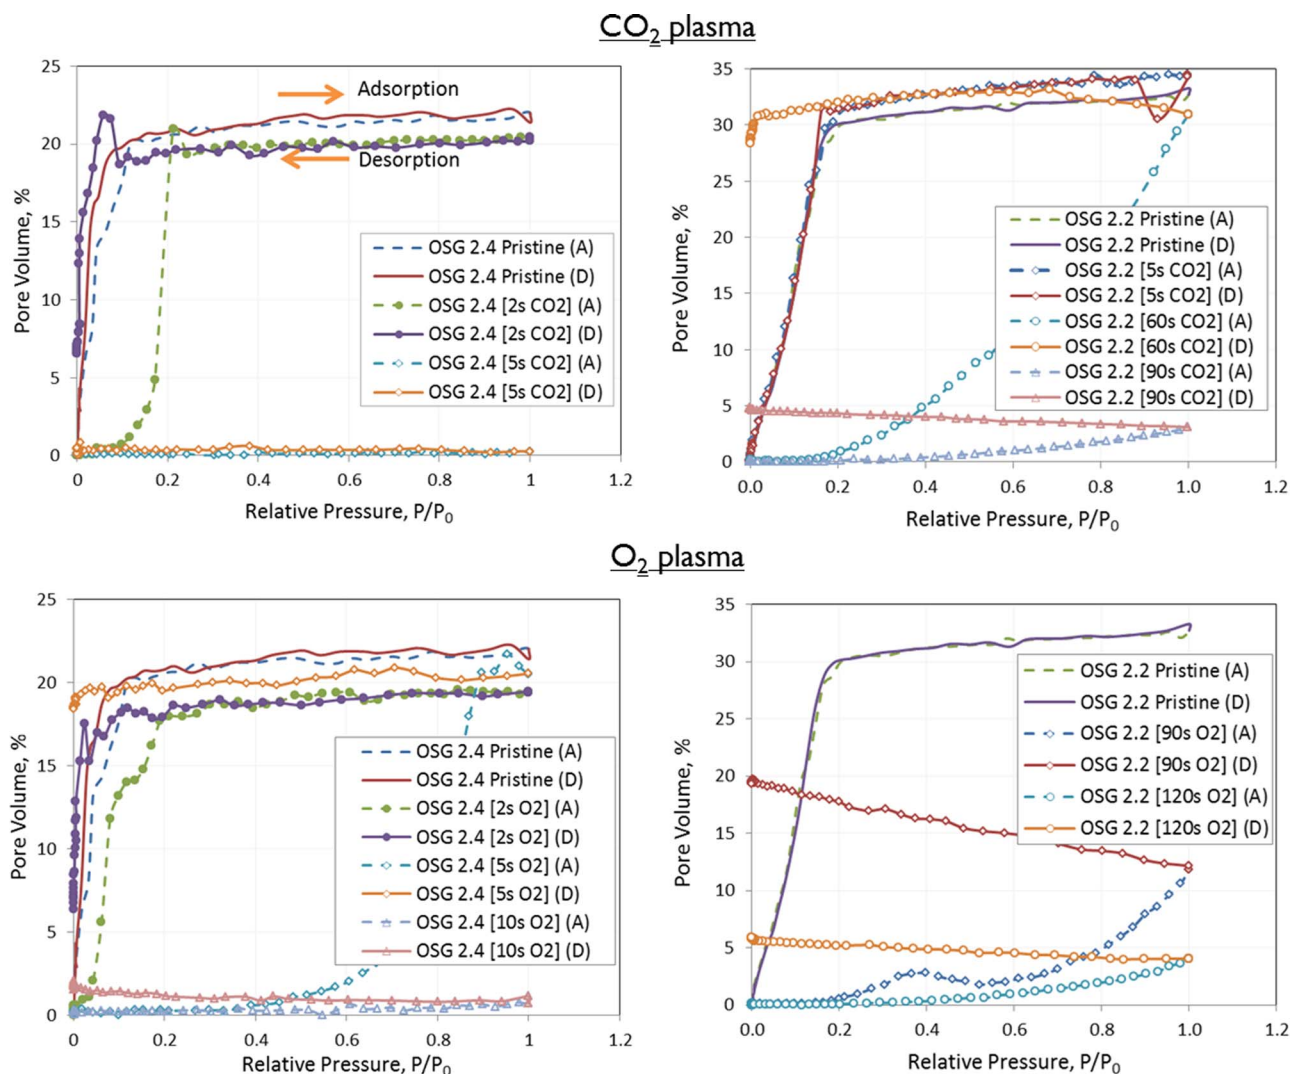 CO2 plasma
25
20
15
10
5
0
Pore Volume, %
Adsorption
Desorption
OSG 2.4 Pristine (A)
OSG 2.4 Pristine (D)
OSG 2.4 [2s CO2] (A)
OSG 2.4 [2s CO2] (D)
OSG 2.4 [5s CO2] (A)
OSG 2.4 [5s CO2] (D)
0 0.2 0.4 0.6 0.8 1 1.2
Relative Pressure, P/P0
35
30
25
20
15
10
5
0
Pore Volume, %
OSG 2.2 Pristine (A)
OSG 2.2 Pristine (D)
OSG 2.2 [5s CO2] (A)
OSG 2.2 [5s CO2] (D)
OSG 2.2 [60s CO2] (A)
OSG 2.2 [60s CO2] (D)
OSG 2.2 [90s CO2] (A)
OSG 2.2 [90s CO2] (D)
0.0 0.2 0.4 0.6 0.8 1.0 1.2
Relative Pressure, P/P0
O2 plasma
25
20
15
10
5
0
Pore Volume, %
OSG 2.4 Pristine (A)
OSG 2.4 Pristine (D)
OSG 2.4 [2s O2] (A)
OSG 2.4 [2s O2] (D)
OSG 2.4 [5s O2] (A)
OSG 2.4 [5s O2] (D)
OSG 2.4 [10s O2] (A)
OSG 2.4 [10s O2] (D)
0 0.2 0.4 0.6 0.8 1 1.2
Relative Pressure, P/P0
35
30
25
20
15
10
5
0
Pore Volume, %
OSG 2.2 Pristine (A)
OSG 2.2 Pristine (D)
OSG 2.2 [90s O2] (A)
OSG 2.2 [90s O2] (D)
OSG 2.2 [120s O2] (A)
OSG 2.2 [120s O2] (D)
0.0 0.2 0.4 0.6 0.8 1.0 1.2
Relative Pressure, P/P0